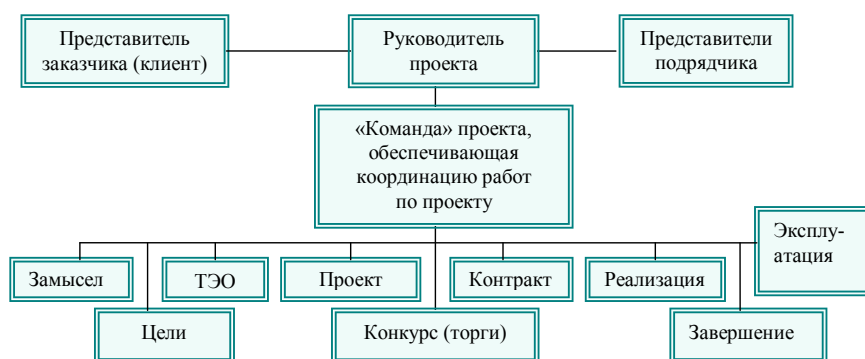 Представитель
заказчика (клиент)
Руководитель
проекта
Представители
подрядчика
«Команда» проекта,
обеспечивающая
координацию работ
по проекту
Эксплу-
атация
Замысел
ТЭО
Проект
Контракт
Реализация
Цели
Конкурс (торги)
Завершение